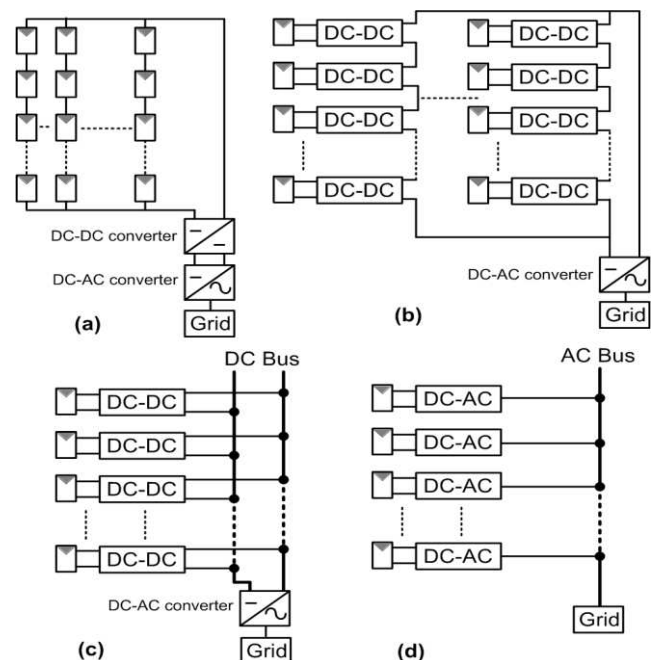 DC-DC converter
DC-AC converter
Grid
(a)
DC-DC
DC-DC
DC-DC
DC-DC
DC-DC
DC-DC
DC-DC
DC-DC
DC-AC converter
Grid
(b)
DC Bus
DC-DC
DC-DC
DC-DC
DC-DC
DC-AC converter
Grid
(c)
AC Bus
DC-AC
DC-AC
DC-AC
DC-AC
Grid
(d)